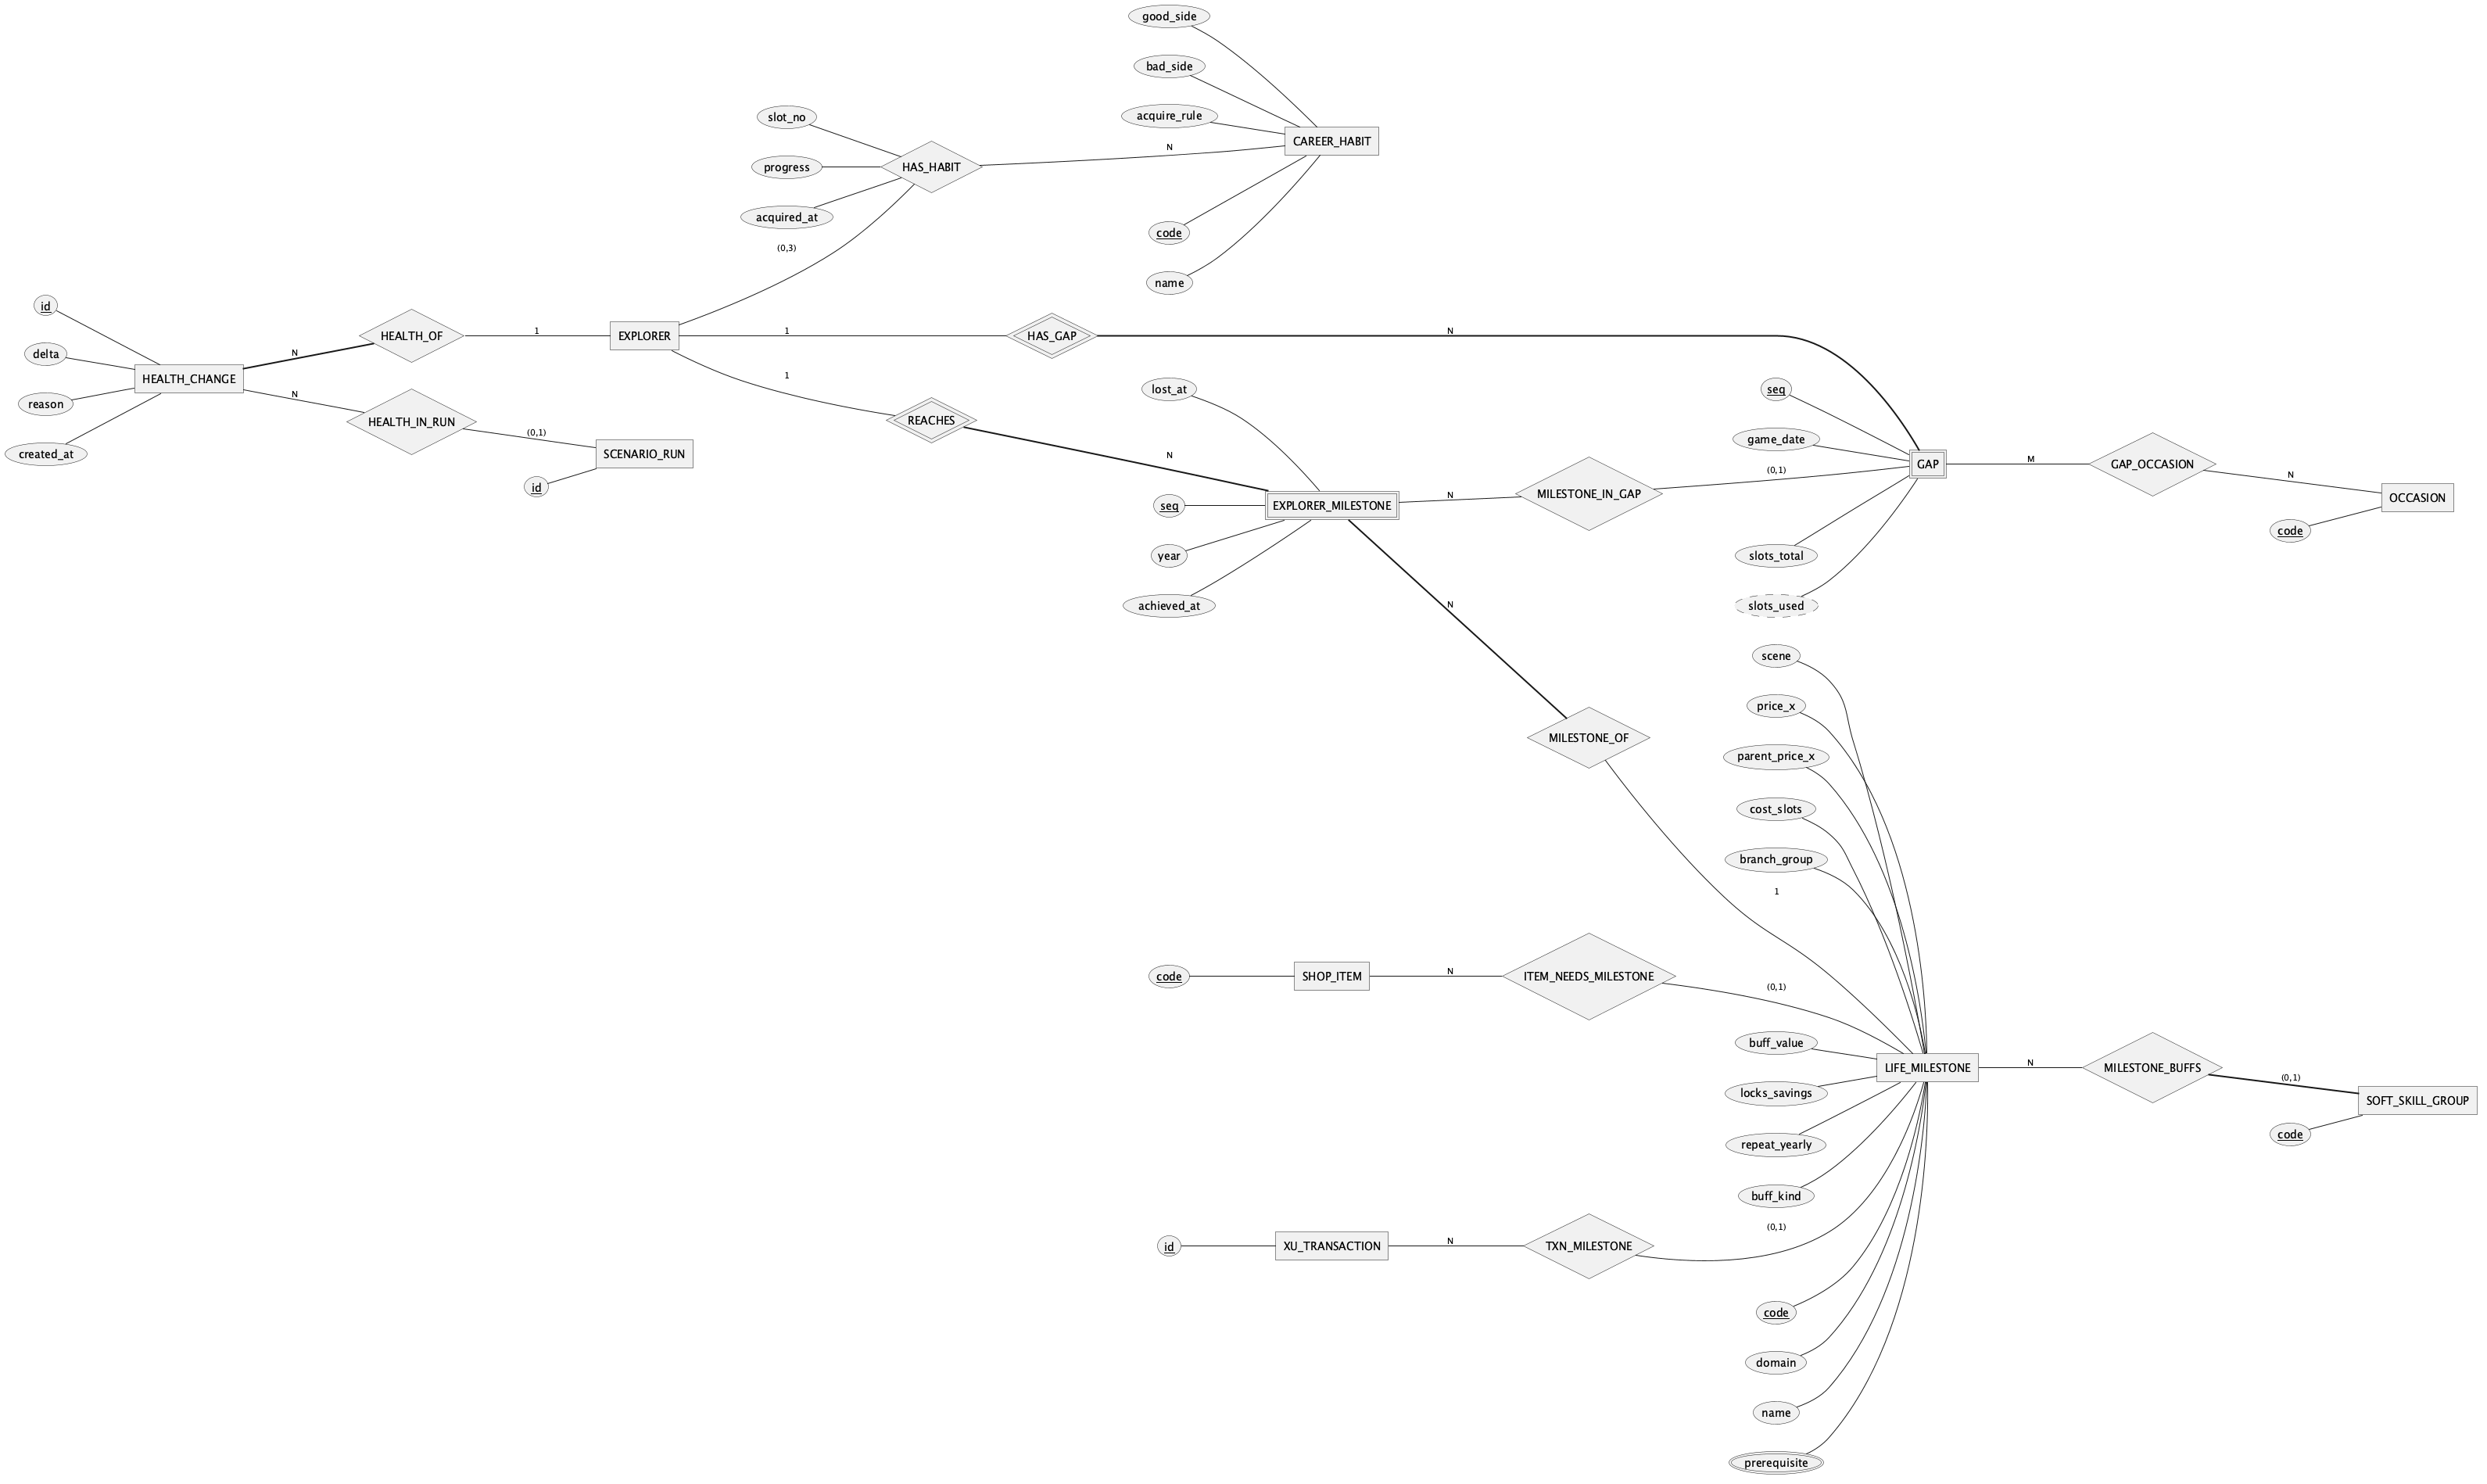 good_side
bad_side
acquire_rule
CAREER_HABIT
code
name
slot_no
progress
acquired_at
HAS_HABIT
N
(0,3)
id
delta
reason
created_at
HEALTH_CHANGE
N
HEALTH_OF
1
EXPLORER
N
HEALTH_IN_RUN
(0,1)
SCENARIO_RUN
id
1
HAS_GAP
N
1
REACHES
N
lost_at
seq
year
achieved_at
EXPLORER_MILESTONE
N
MILESTONE_IN_GAP
(0,1)
seq
game_date
slots_total
slots_used
GAP
M
GAP_OCCASION
N
OCCASION
code
N
MILESTONE_OF
1
scene
price_x
parent_price_x
cost_slots
branch_group
code
SHOP_ITEM
N
ITEM_NEEDS_MILESTONE
(0,1)
buff_value
locks_savings
repeat_yearly
buff_kind
LIFE_MILESTONE
N
MILESTONE_BUFFS
(0,1)
SOFT_SKILL_GROUP
code
id
XU_TRANSACTION
N
TXN_MILESTONE
(0,1)
code
domain
name
prerequisite